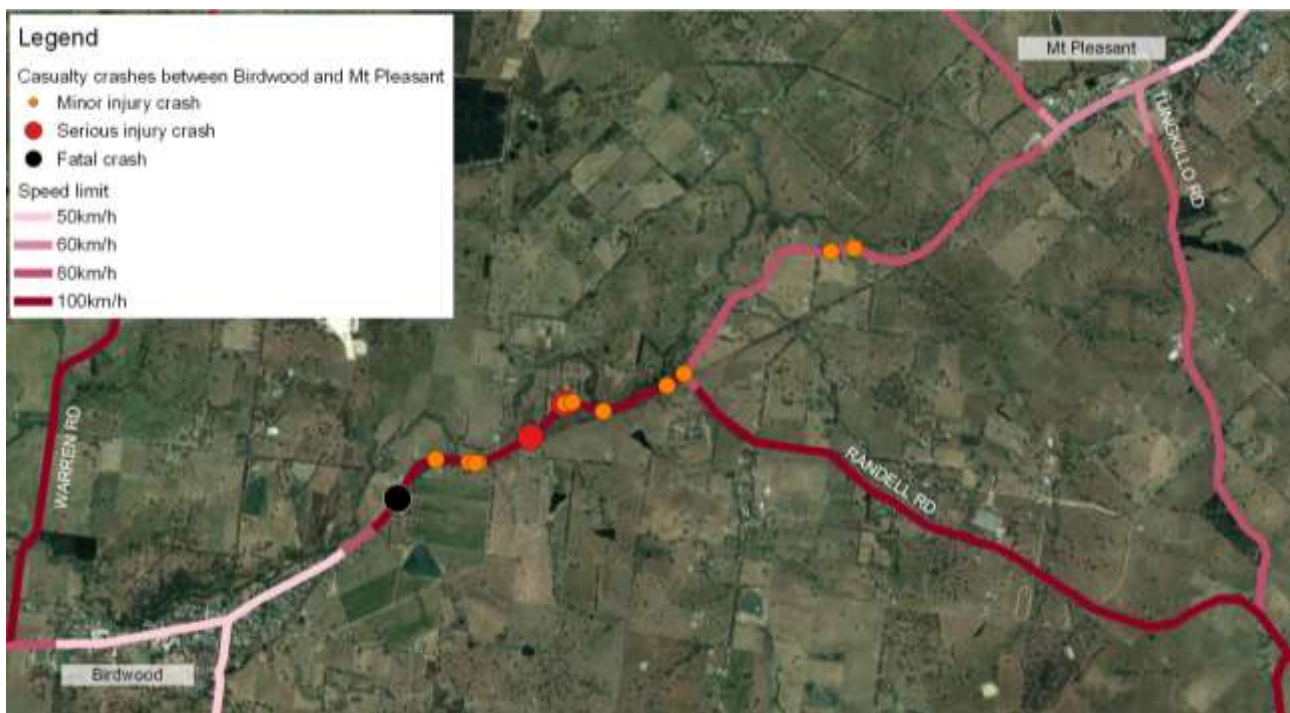 Legend
Casualty crashes between Birdwood and Mt Pleasant
Minor injury crash
Serious injury crash
Fatal crash
Speed limit
50km/h
60km/h
80km/h
100km/h
Mt Pleasant
TUNGKILLO RD
WARREN RD
RANDELL RD
Birdwood